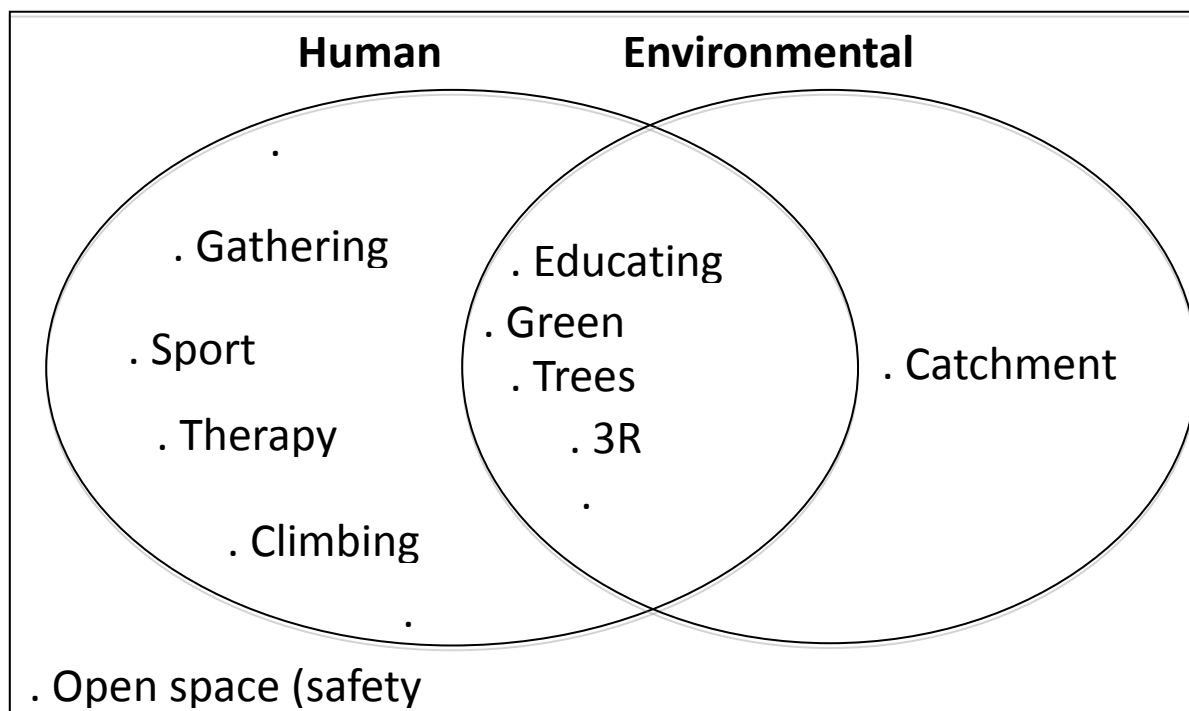 Human Environmental
.
. Gathering
. Educating
. Green
. Sport
. Trees
. Catchment
. Therapy
. 3R
.
. Climbing
.
. Open space (safety